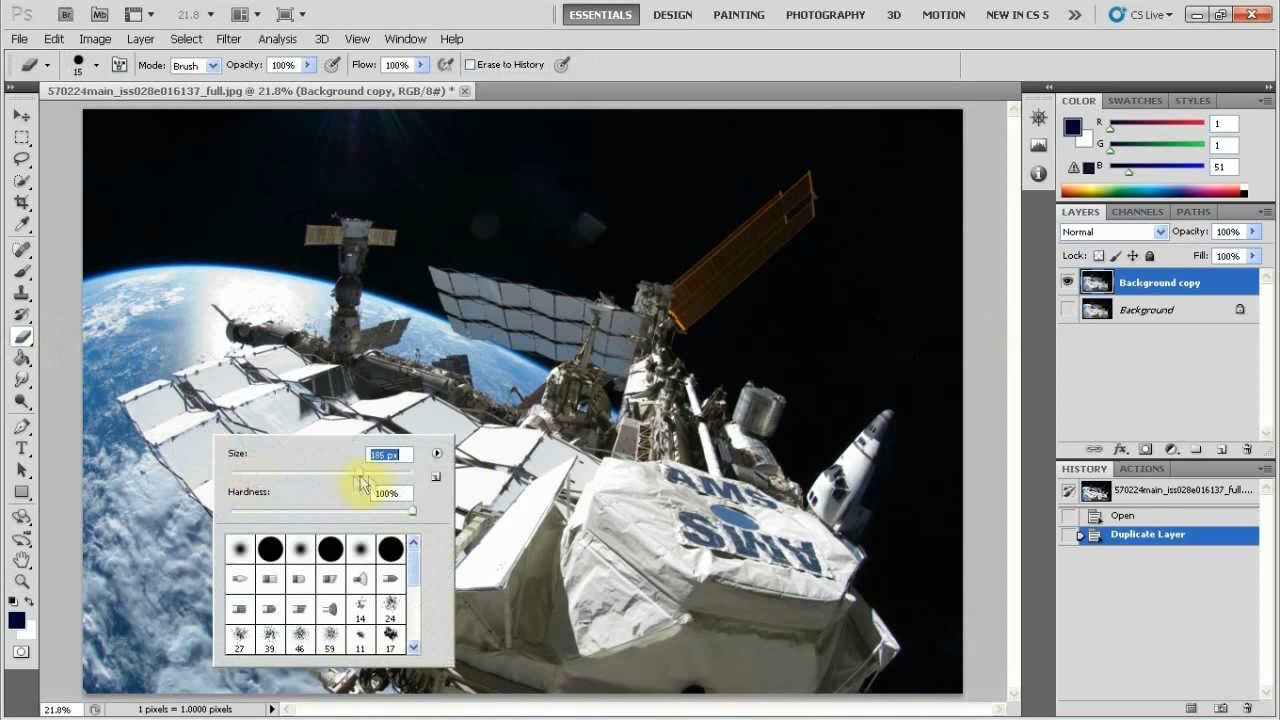 Ps Br Mb 21.8 ESSENTIALS DESIGN PAINTING PHOTOGRAPHY 3D MOTION NEW IN CS 5 CS Live
File Edit Image Layer Select Filter Analysis 3D View Window Help
15 Mode: Brush Opacity: 100% Flow: 100% Erase to History
570224main_iss028e016137_full.jpg @ 21.8% (Background copy, RGB/8#) *
COLOR SWATCHES STYLES
R 1
G 1
B 51
LAYERS CHANNELS PATHS
Normal Opacity: 100%
Lock: Fill: 100%
Background copy
Background
HISTORY ACTIONS
570224main_iss028e016137_full....
Open
Duplicate Layer
Size: 185 px
Hardness: 100%
14 24
27 39 46 59 11 17
AMS
AMS
21.8% 1 pixels = 1.0000 pixels